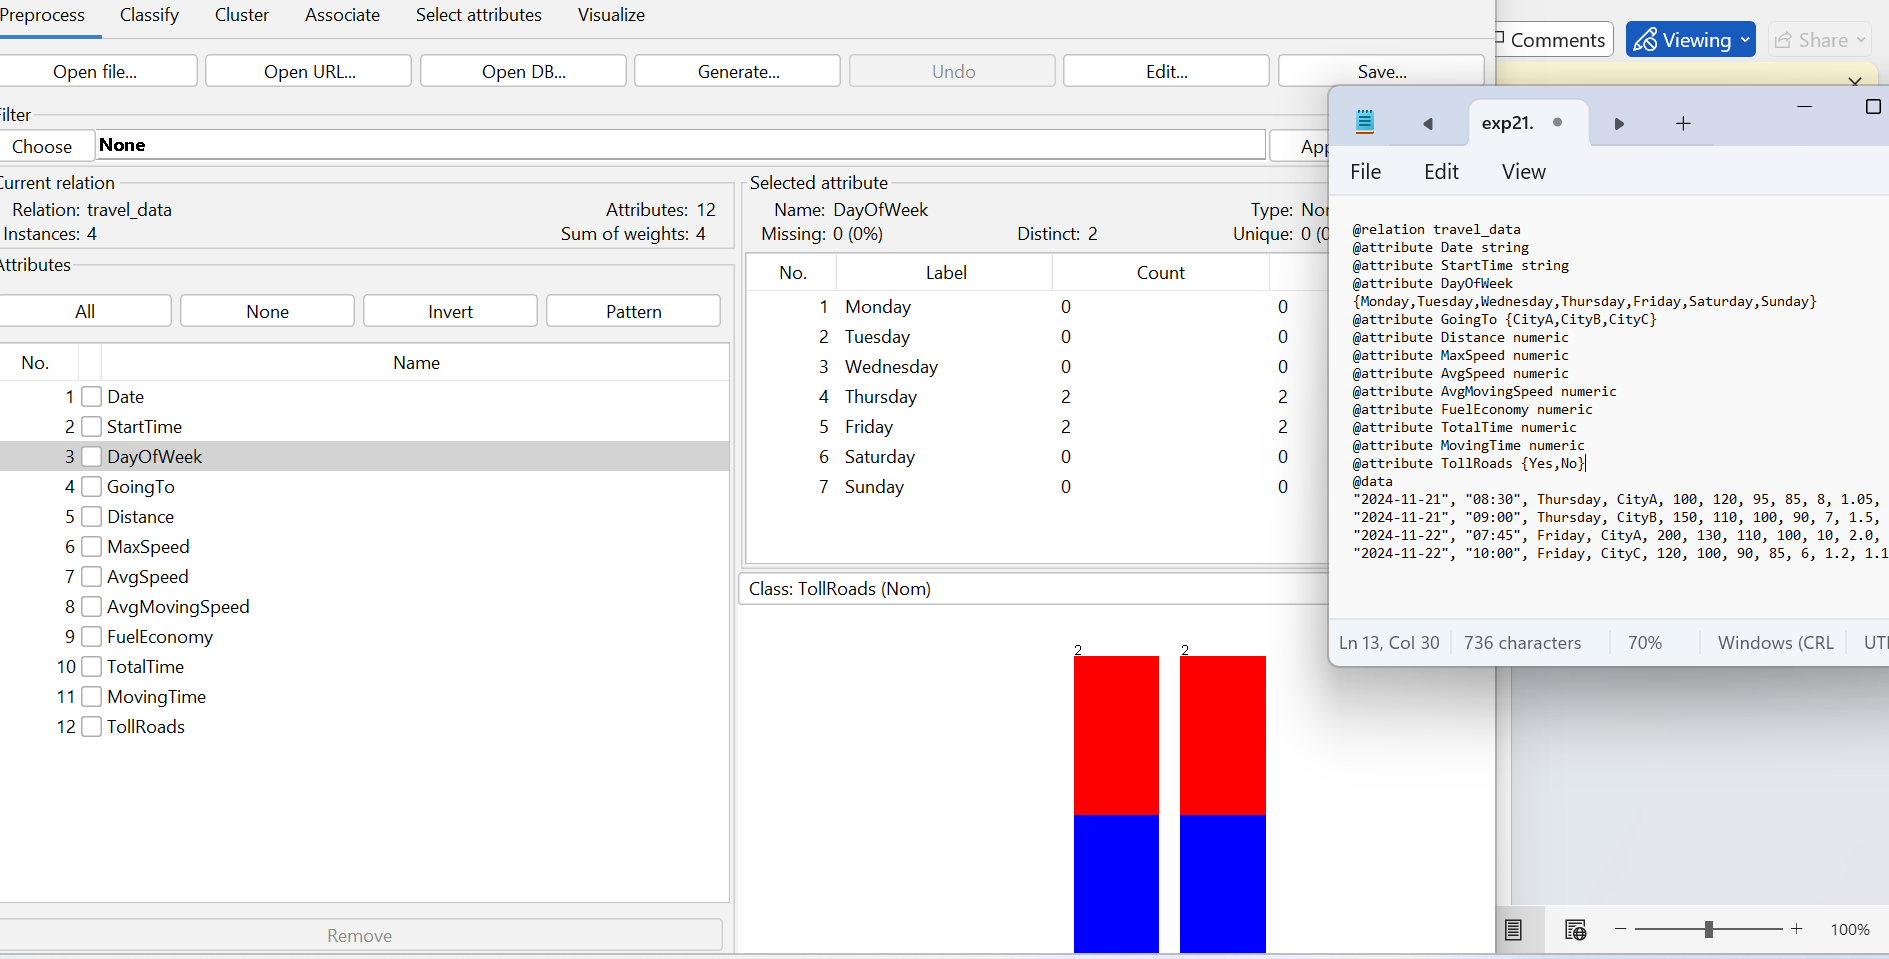 Preprocess Classify Cluster Associate Select attributes Visualize
Open file... Open URL... Open DB... Generate... Undo Edit... Save...
Filter
Choose None
Current relation
Relation: travel_data Attributes: 12
Instances: 4 Sum of weights: 4
Attributes
All None Invert Pattern
No. Name
1 Date
2 StartTime
3 DayOfWeek
4 GoingTo
5 Distance
6 MaxSpeed
7 AvgSpeed
8 AvgMovingSpeed
9 FuelEconomy
10 TotalTime
11 MovingTime
12 TollRoads
Remove
Selected attribute
Name: DayOfWeek Type:
Missing: 0 (0%) Distinct: 2 Unique: 0
No. Label Count
1 Monday 0 0
2 Tuesday 0 0
3 Wednesday 0 0
4 Thursday 2 2
5 Friday 2 2
6 Saturday 0 0
7 Sunday 0 0
Class: TollRoads (Nom)
2 2
Comments Viewing Share
exp21.
File Edit View
@relation travel_data
@attribute Date string
@attribute StartTime string
@attribute DayOfWeek
{Monday,Tuesday,Wednesday,Thursday,Friday,Saturday,Sunday}
@attribute GoingTo {CityA,CityB,CityC}
@attribute Distance numeric
@attribute MaxSpeed numeric
@attribute AvgSpeed numeric
@attribute AvgMovingSpeed numeric
@attribute FuelEconomy numeric
@attribute TotalTime numeric
@attribute MovingTime numeric
@attribute TollRoads {Yes,No}
@data
"2024-11-21", "08:30", Thursday, CityA, 100, 120, 95, 85, 8, 1.05,
"2024-11-21", "09:00", Thursday, CityB, 150, 110, 100, 90, 7, 1.5,
"2024-11-22", "07:45", Friday, CityA, 200, 130, 110, 100, 10, 2.0,
"2024-11-22", "10:00", Friday, CityC, 120, 100, 90, 85, 6, 1.2, 1.1
Ln 13, Col 30 736 characters 70% Windows (CRL
100%